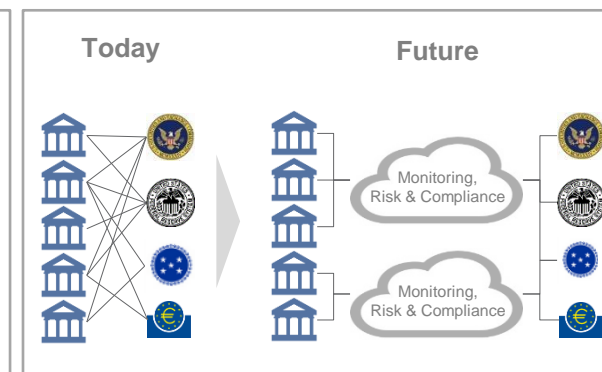 Today
Future
Monitoring,
Risk & Compliance
Monitoring,
Risk & Compliance